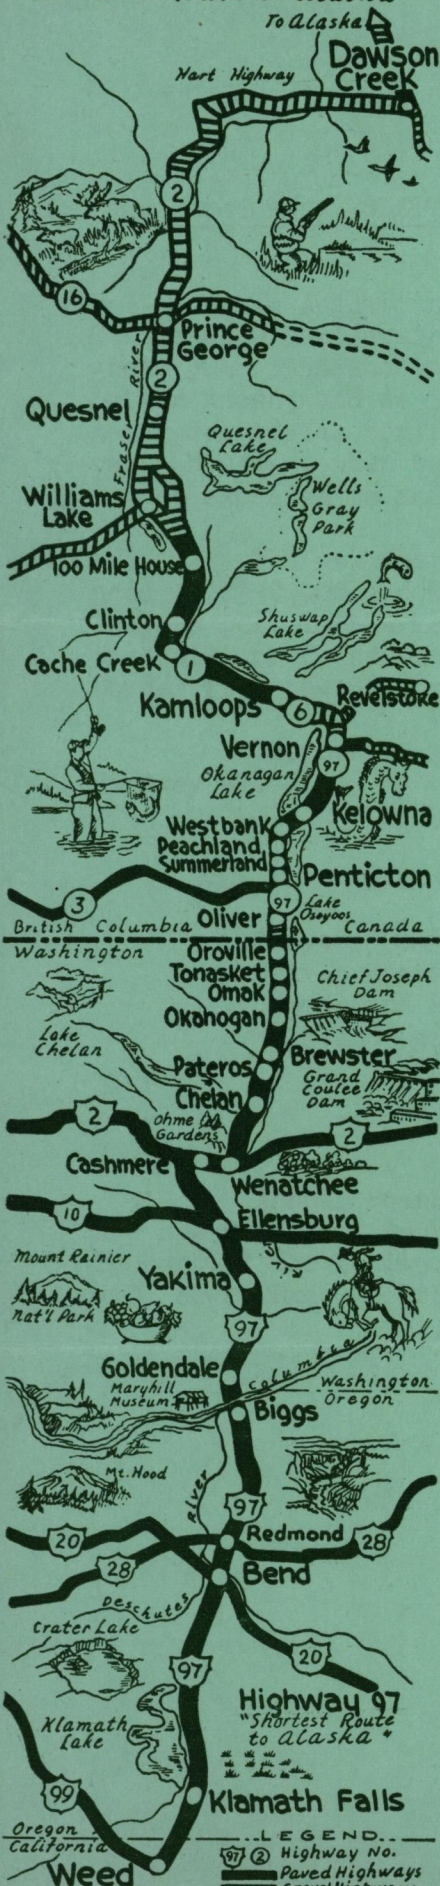 To Alaska
Dawson
Creek
Hart Highway
2
16
Prince
George
2
Fraser River
Quesnel
Quesnel
Lake
Wells
Gray
Park
Williams
Lake
100 Mile House
Clinton
Shuswap
Lake
Cache Creek
1
Kamloops
6
Revelstoke
Vernon
97
Okanagan
Lake
Kelowna
Westbank
Peachland
Summerland
Penticton
3
97
Lake
Osoyoos
Oliver
British Columbia
Canada
Washington
Oroville
Tonasket
Omak
Okahogan
Chief Joseph
Dam
Lake
Chelan
Brewster
Pateros
Grand
Coulee
Dam
Chelan
2
Ohme
Gardens
2
Cashmere
Wenatchee
10
Ellensburg
Mount Rainier
Nat'l Park
Yakima
97
Goldendale
Columbia
Maryhill
Museum
Washington
Oregon
Biggs
Mt. Hood
River
97
20
Redmond
28
28
Bend
Deschutes
Crater Lake
20
97
Highway 97
"Shortest Route
to Alaska"
Klamath
Lake
99
Klamath Falls
Oregon
California
LEGEND
97 2 Highway No.
Weed
Paved Highways